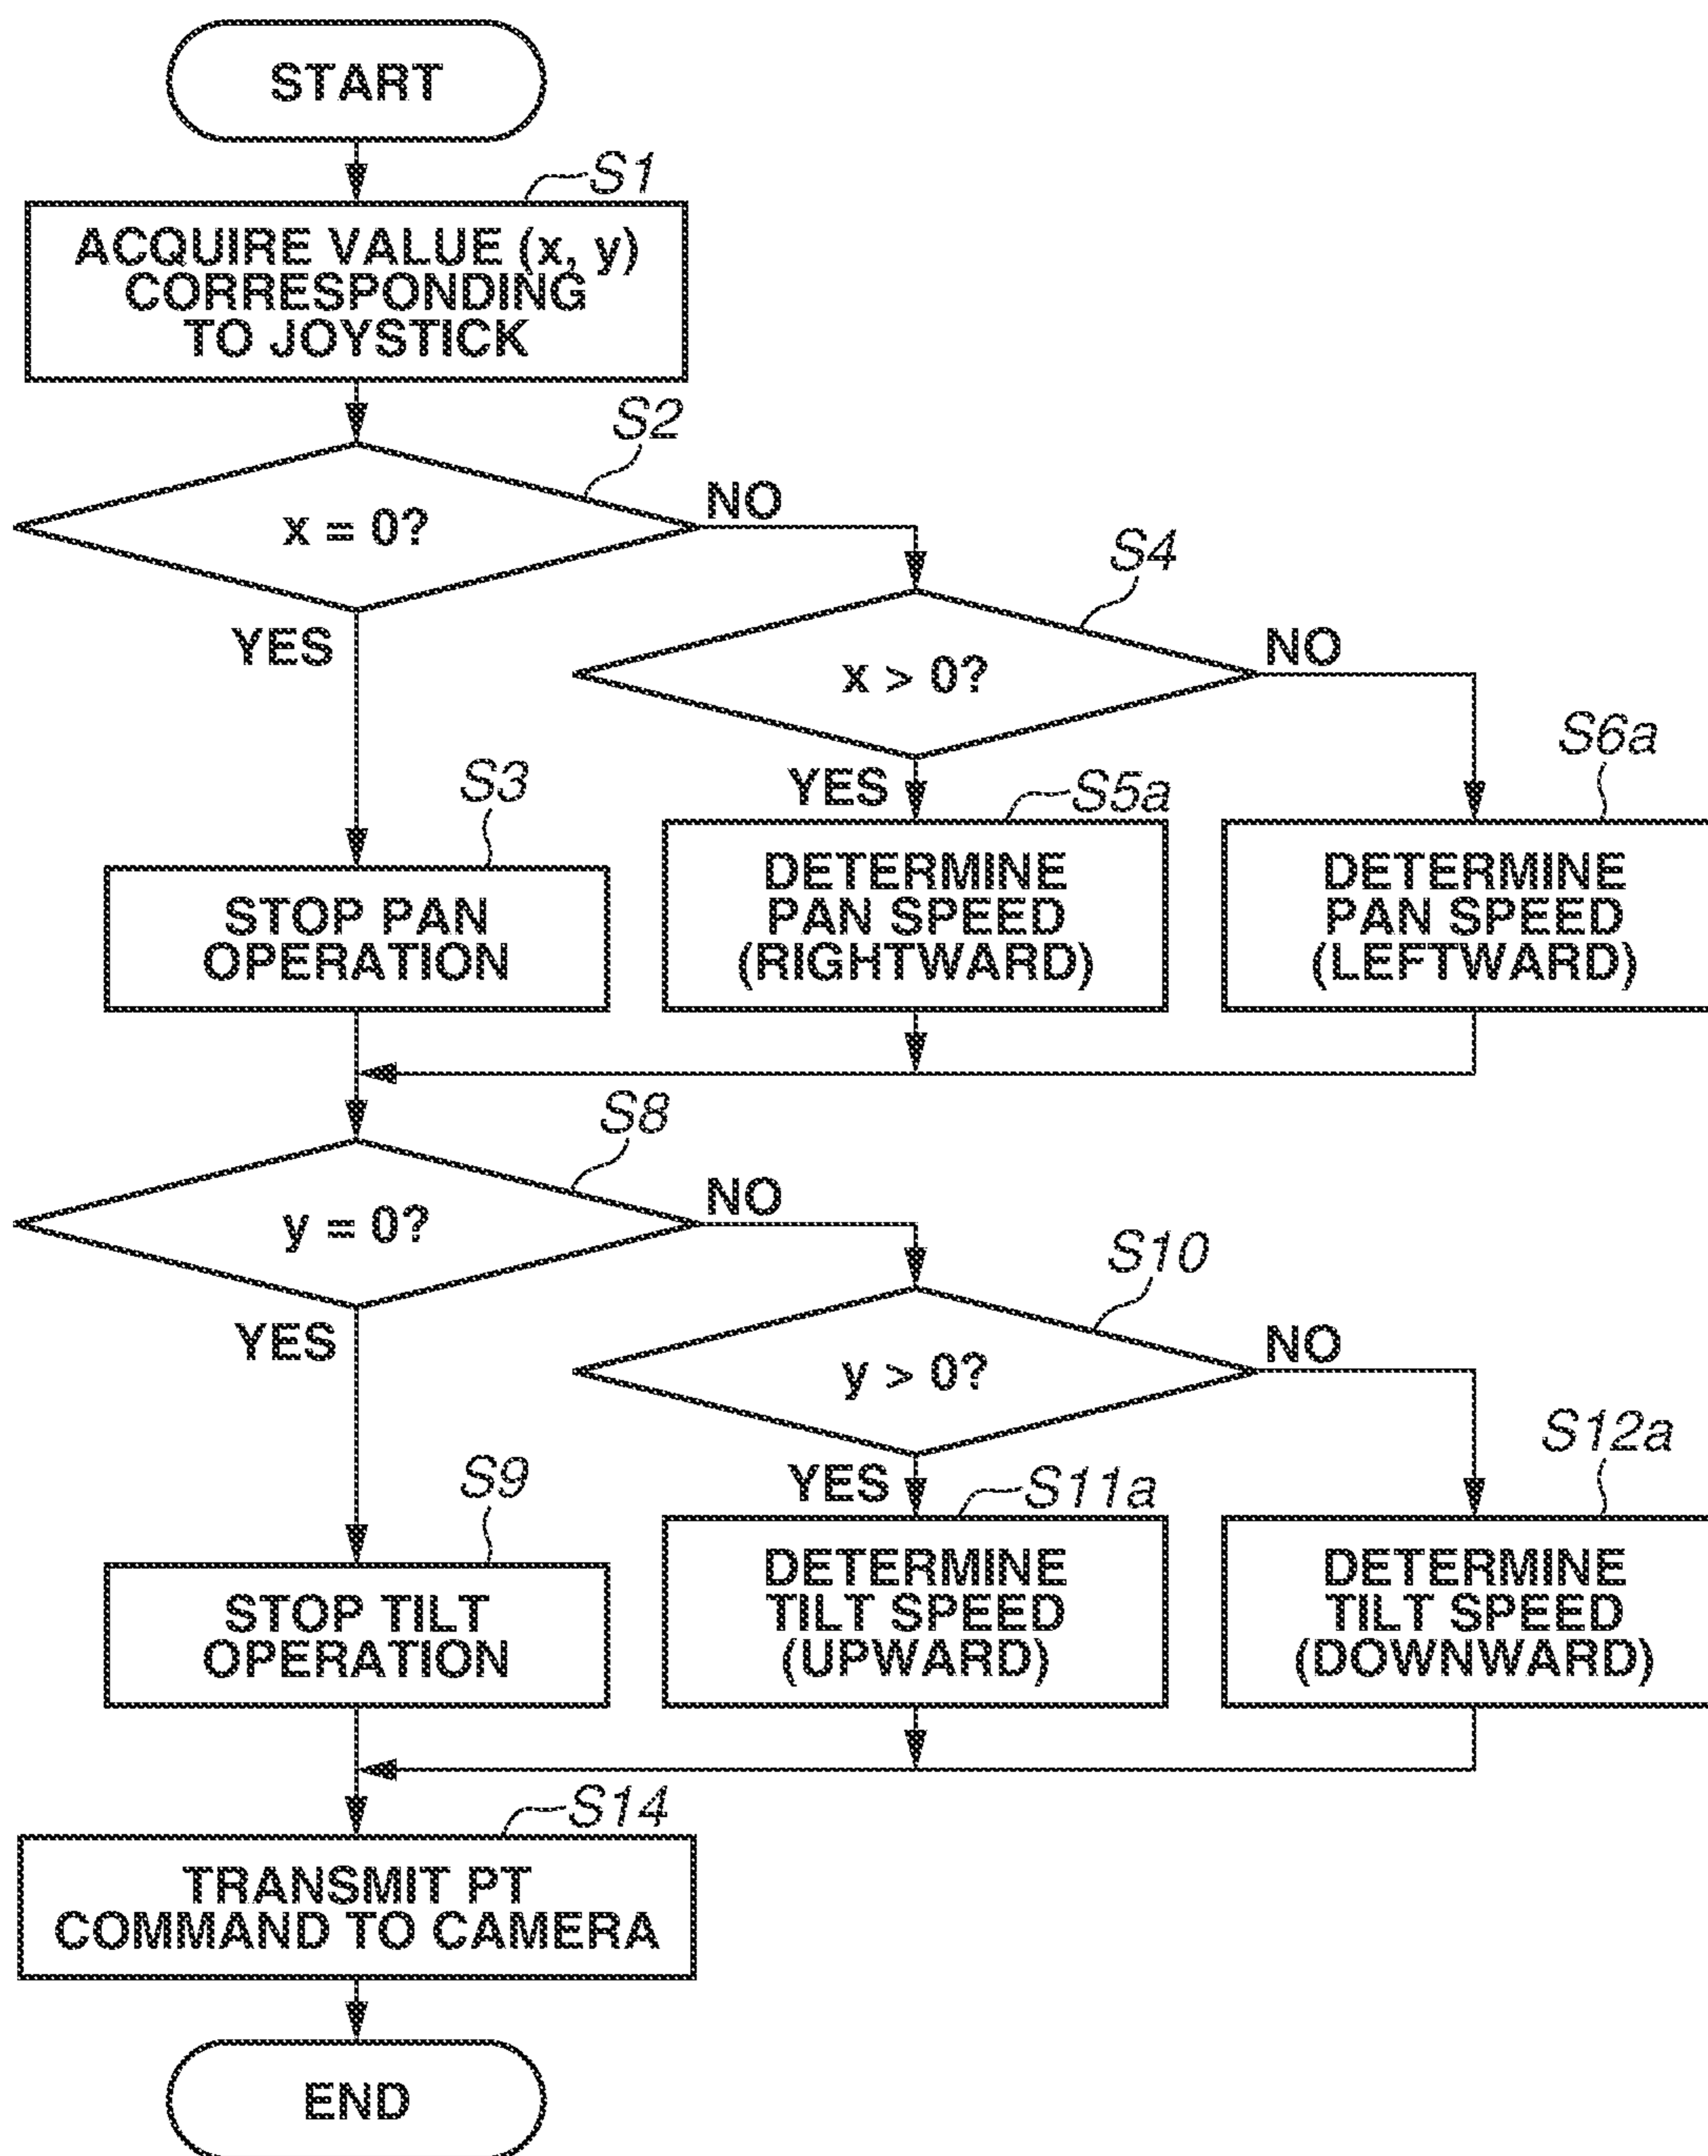 START
S1
ACQUIRE VALUE (x, y)
CORRESPONDING
TO JOYSTICK
S2
x = 0?
NO
YES
S4
x > 0?
NO
YES
S3
STOP PAN
OPERATION
S5a
DETERMINE
PAN SPEED
(RIGHTWARD)
S6a
DETERMINE
PAN SPEED
(LEFTWARD)
S8
y = 0?
NO
YES
S10
y > 0?
NO
YES
S9
STOP TILT
OPERATION
S11a
DETERMINE
TILT SPEED
(UPWARD)
S12a
DETERMINE
TILT SPEED
(DOWNWARD)
S14
TRANSMIT PT
COMMAND TO CAMERA
END